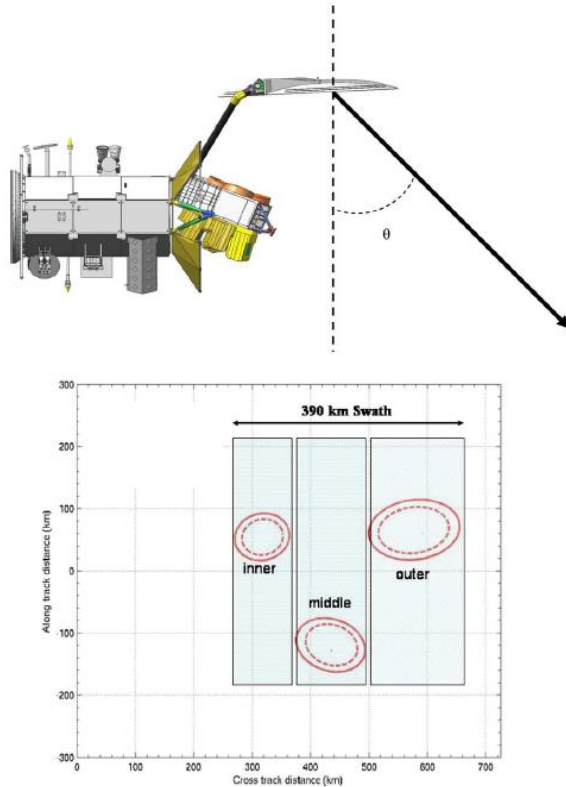 θ
300
390 km Swath
200
100
inner
outer
0
middle
-100
-200
-300
0
100
200
300
400
500
600
700
Along track distance (km)
Cross track distance (km)